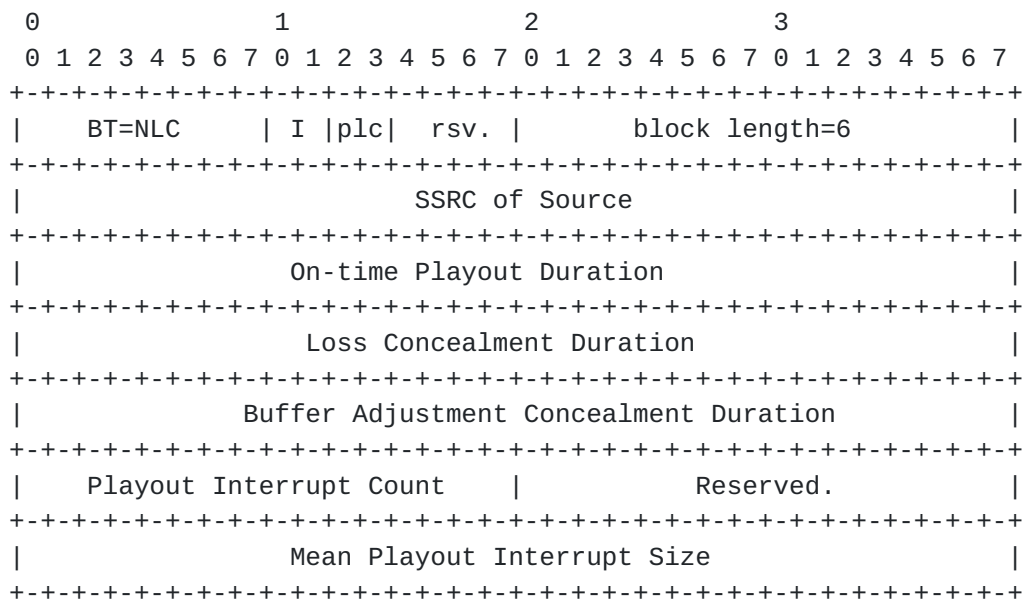 0                   1                   2                   3
 0 1 2 3 4 5 6 7 0 1 2 3 4 5 6 7 0 1 2 3 4 5 6 7 0 1 2 3 4 5 6 7
+-+-+-+-+-+-+-+-+-+-+-+-+-+-+-+-+-+-+-+-+-+-+-+-+-+-+-+-+-+-+-+-+
|    BT=NLC     | I |plc|  rsv. |       block length=6          |
+-+-+-+-+-+-+-+-+-+-+-+-+-+-+-+-+-+-+-+-+-+-+-+-+-+-+-+-+-+-+-+-+
|                         SSRC of Source                        |
+-+-+-+-+-+-+-+-+-+-+-+-+-+-+-+-+-+-+-+-+-+-+-+-+-+-+-+-+-+-+-+-+
|                 On-time Playout Duration                      |
+-+-+-+-+-+-+-+-+-+-+-+-+-+-+-+-+-+-+-+-+-+-+-+-+-+-+-+-+-+-+-+-+
|                  Loss Concealment Duration                    |
+-+-+-+-+-+-+-+-+-+-+-+-+-+-+-+-+-+-+-+-+-+-+-+-+-+-+-+-+-+-+-+-+
|              Buffer Adjustment Concealment Duration           |
+-+-+-+-+-+-+-+-+-+-+-+-+-+-+-+-+-+-+-+-+-+-+-+-+-+-+-+-+-+-+-+-+
|    Playout Interrupt Count    |           Reserved.           |
+-+-+-+-+-+-+-+-+-+-+-+-+-+-+-+-+-+-+-+-+-+-+-+-+-+-+-+-+-+-+-+-+
|                 Mean Playout Interrupt Size                   |
+-+-+-+-+-+-+-+-+-+-+-+-+-+-+-+-+-+-+-+-+-+-+-+-+-+-+-+-+-+-+-+-+